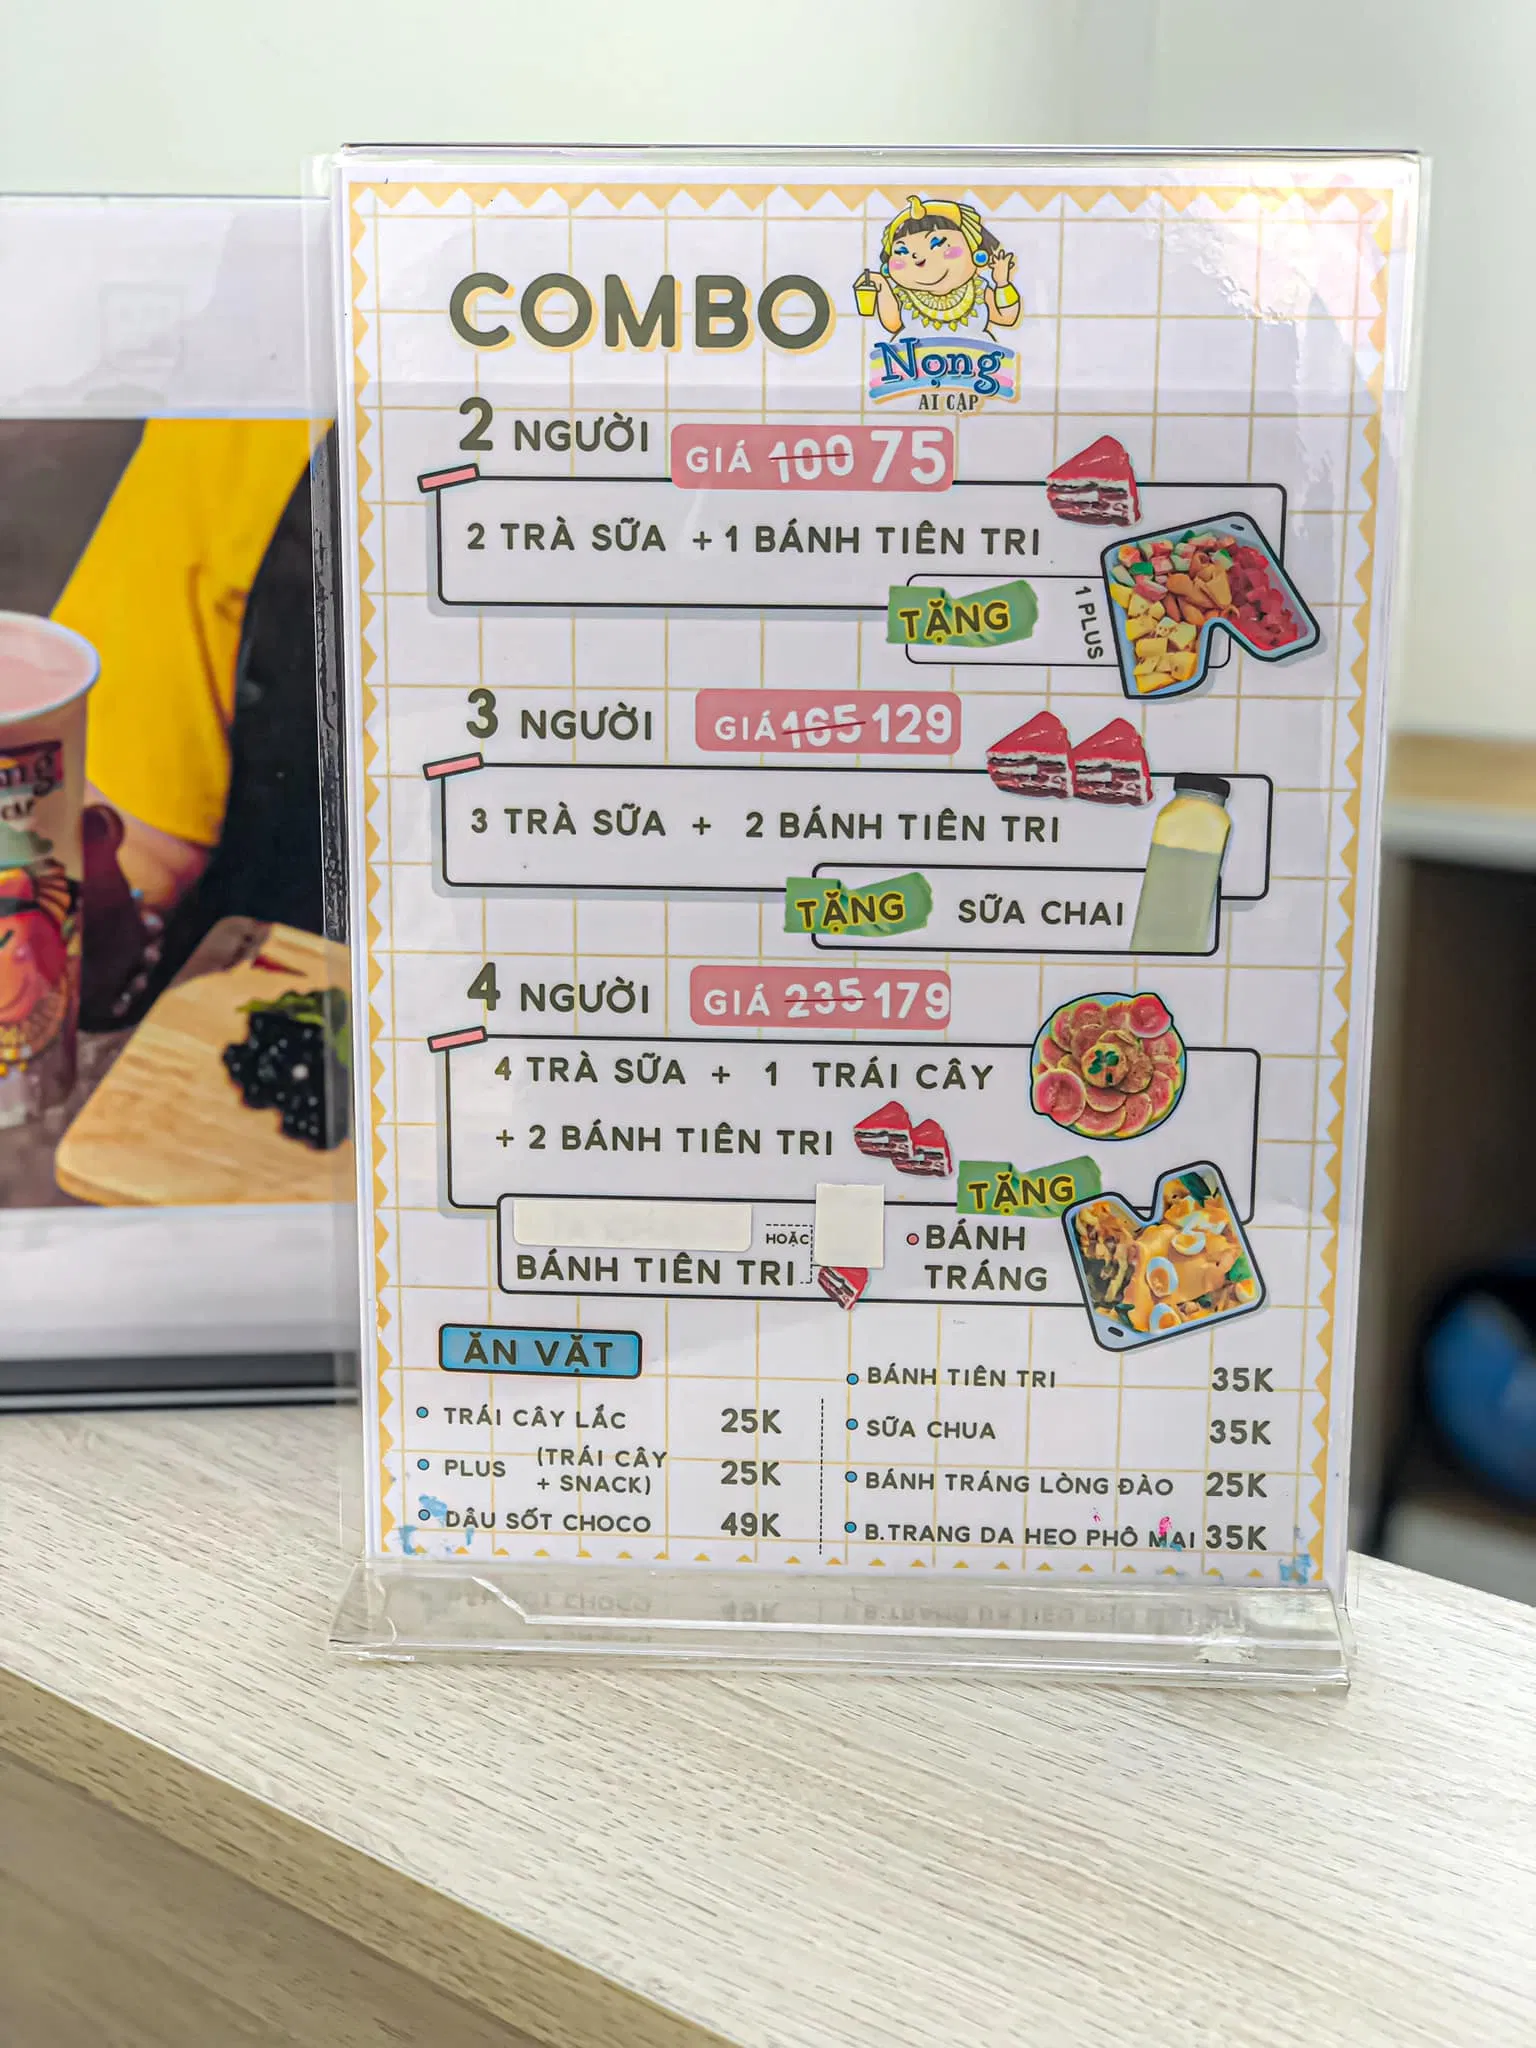 COMBO
Nọng
AI CẬP
2 NGƯỜI
GIÁ 100 75
2 TRÀ SỮA + 1 BÁNH TIÊN TRI
TẶNG
1 PLUS
3 NGƯỜI
GIÁ 165 129
3 TRÀ SỮA + 2 BÁNH TIÊN TRI
TẶNG
SỮA CHAI
4 NGƯỜI
GIÁ 235 179
4 TRÀ SỮA + 1 TRÁI CÂY
+ 2 BÁNH TIÊN TRI
TẶNG
HOẶC
BÁNH TIÊN TRI
BÁNH
TRÁNG
ĂN VẶT
TRÁI CÂY LẮC 25K
PLUS (TRÁI CÂY
+ SNACK) 25K
DÂU SỐT CHOCO 49K
BÁNH TIÊN TRI 35K
SỮA CHUA 35K
BÁNH TRÁNG LÒNG ĐÀO 25K
B.TRANG DA HEO PHÔ MAI 35K